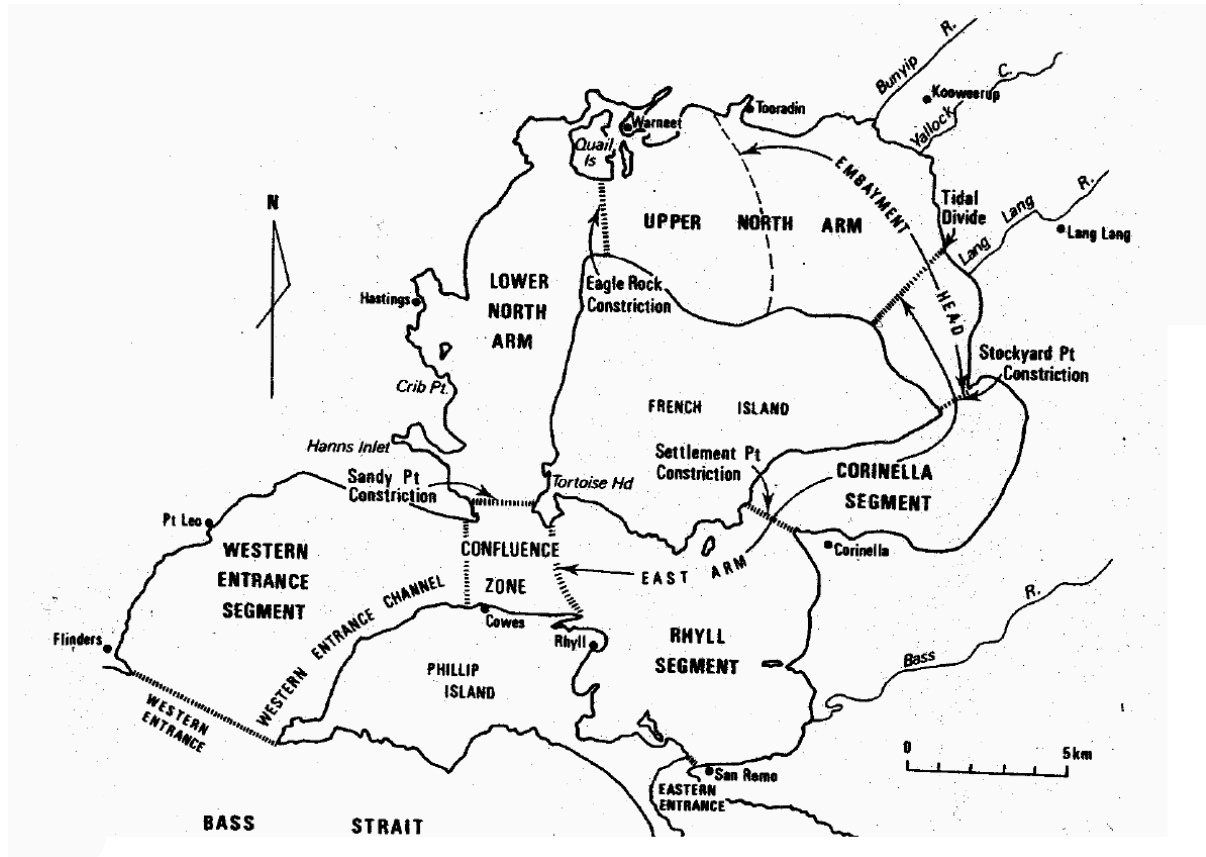 Bunyip R.
Kooweerup
Yallock C.
Tooradin
Warneet
Quail
Is
N
EMBAYMENT
HEAD
Tidal
Divide
Lang Lang R.
Lang Lang
UPPER NORTH ARM
LOWER
NORTH
ARM
Eagle Rock
Constriction
Hastings
Stockyard Pt
Constriction
Crib Pt.
FRENCH ISLAND
Hanns Inlet
Settlement Pt
Constriction
CORINELLA
SEGMENT
Sandy Pt
Constriction
Tortoise Hd
Pt Leo
WESTERN
ENTRANCE
SEGMENT
CONFLUENCE
ZONE
Corinella
EAST ARM
WESTERN ENTRANCE CHANNEL
Cowes
Rhyll
Flinders
RHYLL
SEGMENT
Bass R.
PHILLIP
ISLAND
WESTERN
ENTRANCE
0 5km
San Remo
EASTERN
ENTRANCE
BASS STRAIT